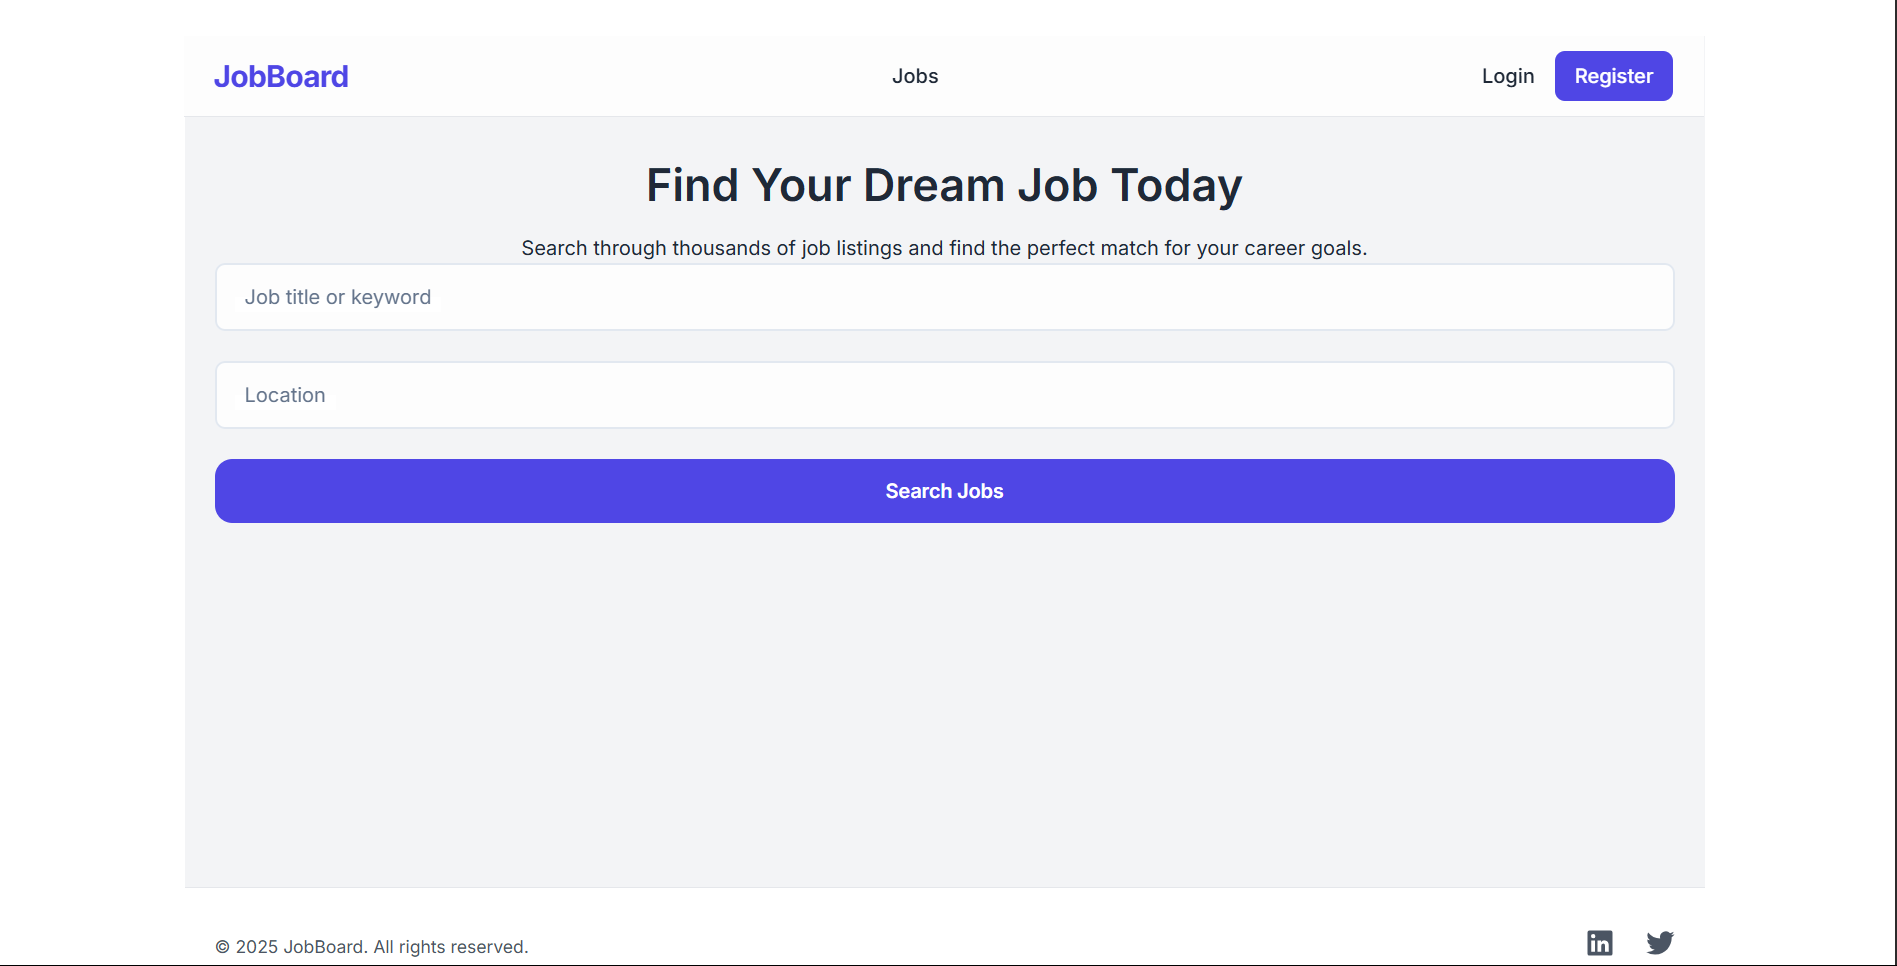 JobBoard
Jobs
Login
Register
Find Your Dream Job Today
Search through thousands of job listings and find the perfect match for your career goals.
Job title or keyword
Location
Search Jobs
© 2025 JobBoard. All rights reserved.